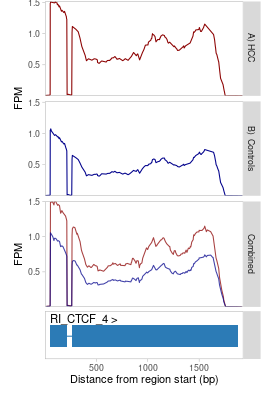 1.5
1.0
0.5
FPM
A) HCC
1.5
1.0
0.5
B): Controls
1.5
1.0
0.5
FPM
Combined
RI_CTCF_4 >
500
1000
1500
Distance from region start (bp)